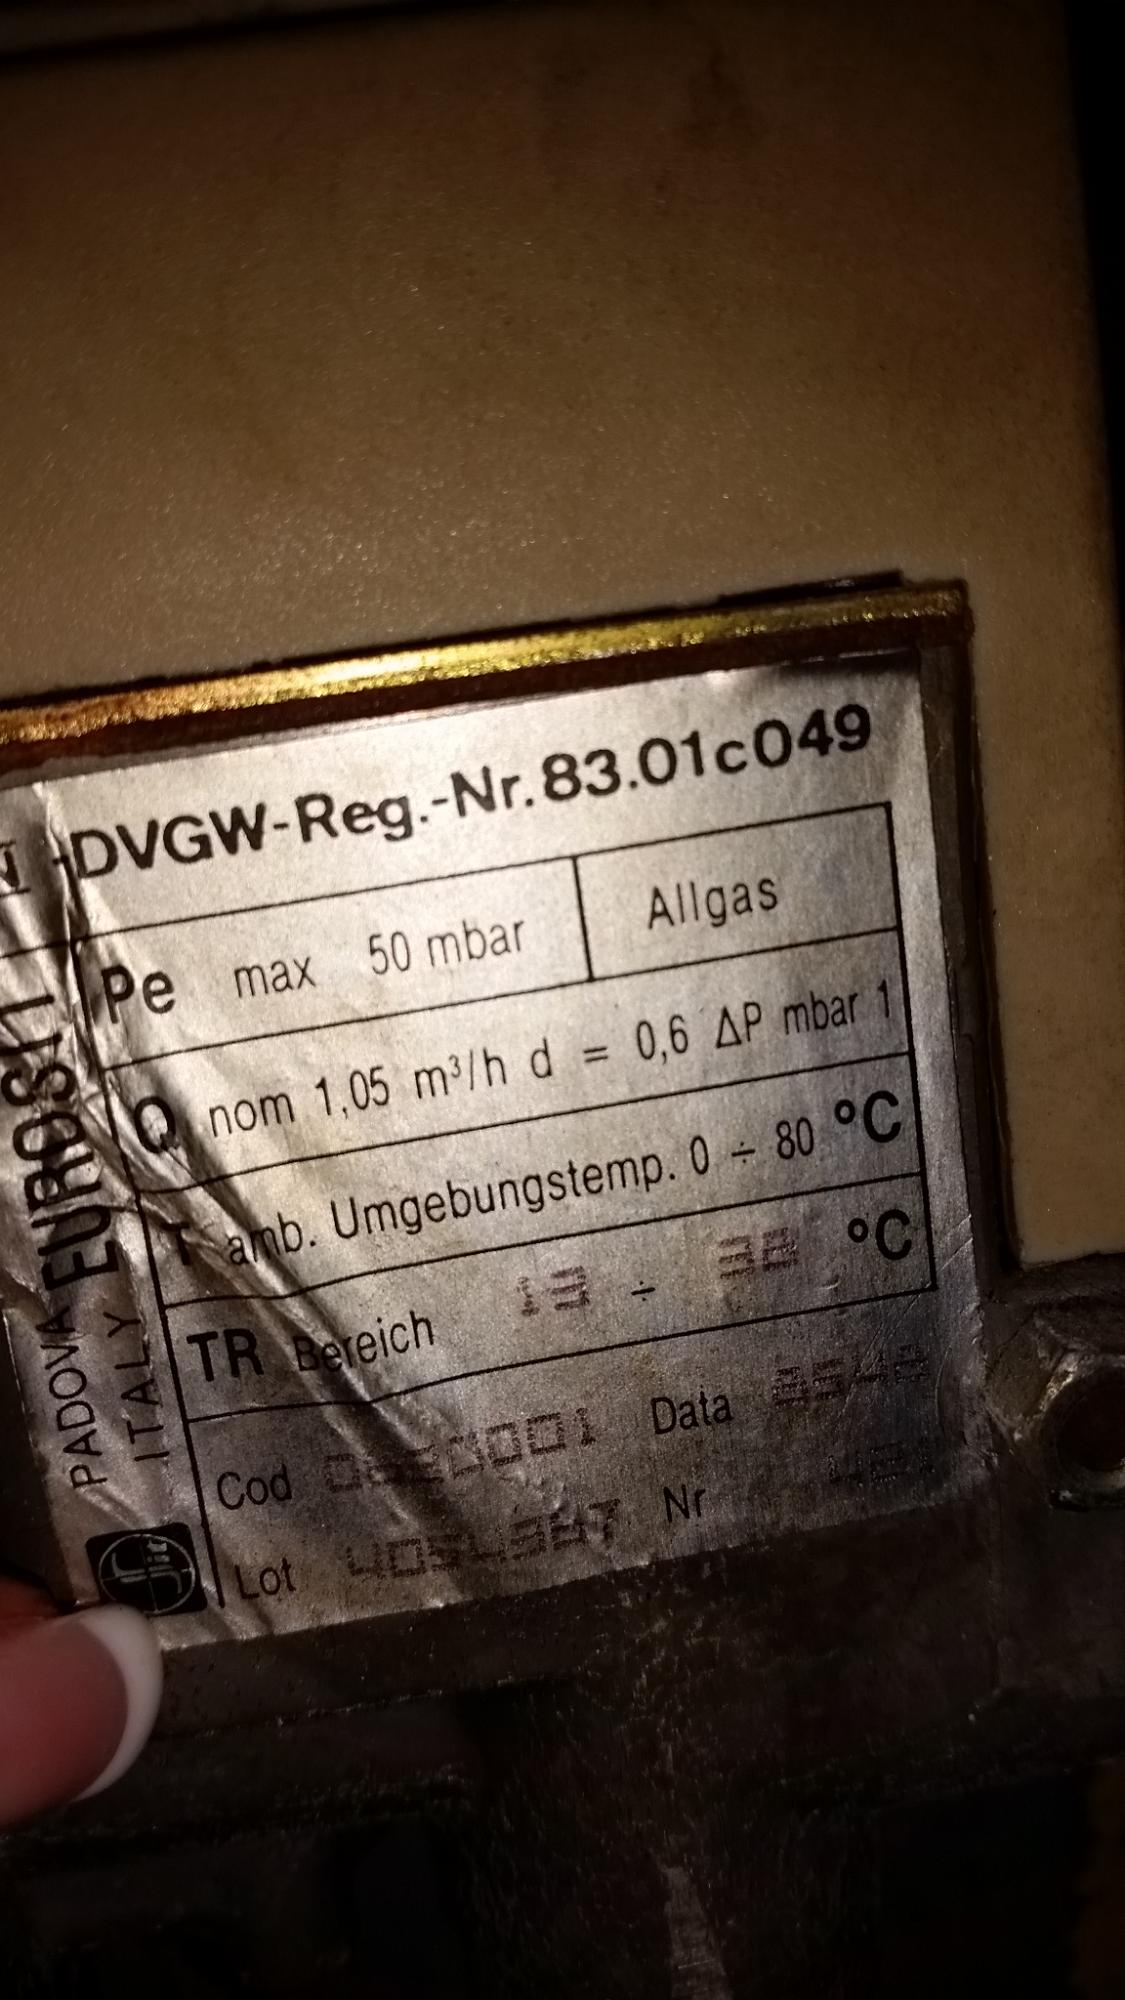 DVGW-Reg.-Nr.83.01c049
Pe max 50 mbar Allgas
Q nom 1,05 m³/h d = 0,6 ΔP mbar 1
T amb. Umgebungstemp. 0 ÷ 80 °C
TR Bereich 13 ÷ 38 °C
Cod Data
Lot Nr
EUROSIT
PADOVA
ITALY
sit